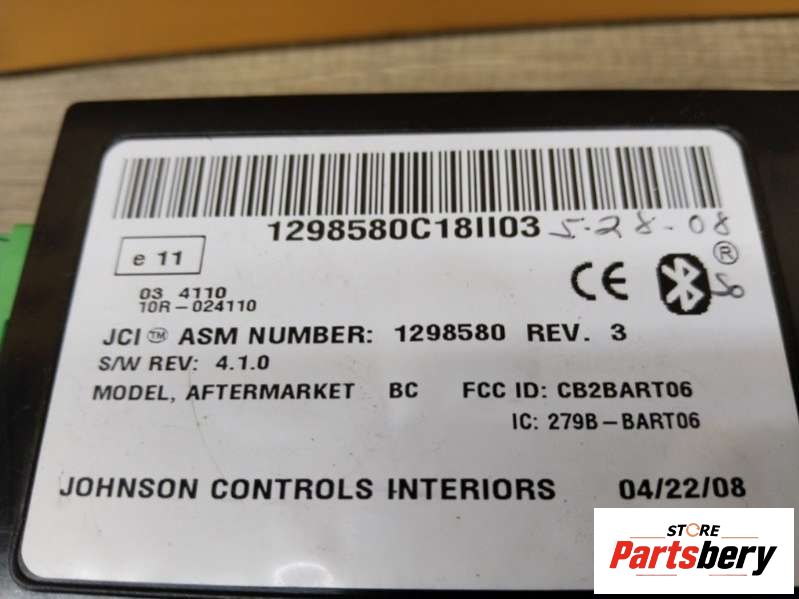 1298580C18II03 5-28-08
e 11
®
50
03 4110
10R-024110
JCI™ ASM NUMBER: 1298580 REV. 3
S/W REV: 4.1.0
MODEL, AFTERMARKET BC FCC ID: CB2BART06
IC: 279B-BART06
JOHNSON CONTROLS INTERIORS 04/22/08
STORE
Partsbery